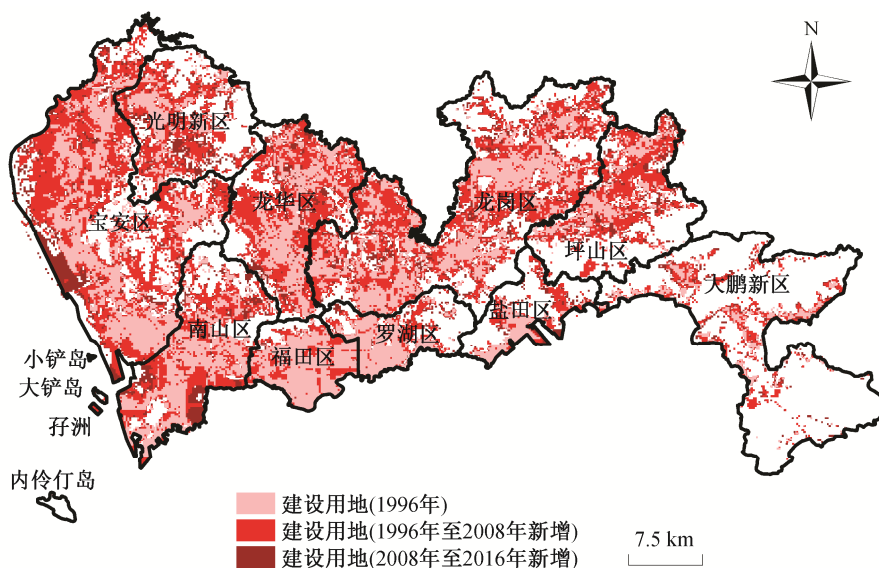 N
光明新区
龙华区
龙岗区
宝安区
坪山区
大鹏新区
南山区
盐田区
罗湖区
福田区
小铲岛
大铲岛
孖洲
内伶仃岛
建设用地(1996年)
建设用地(1996年至2008年新增)
建设用地(2008年至2016年新增)
7.5 km